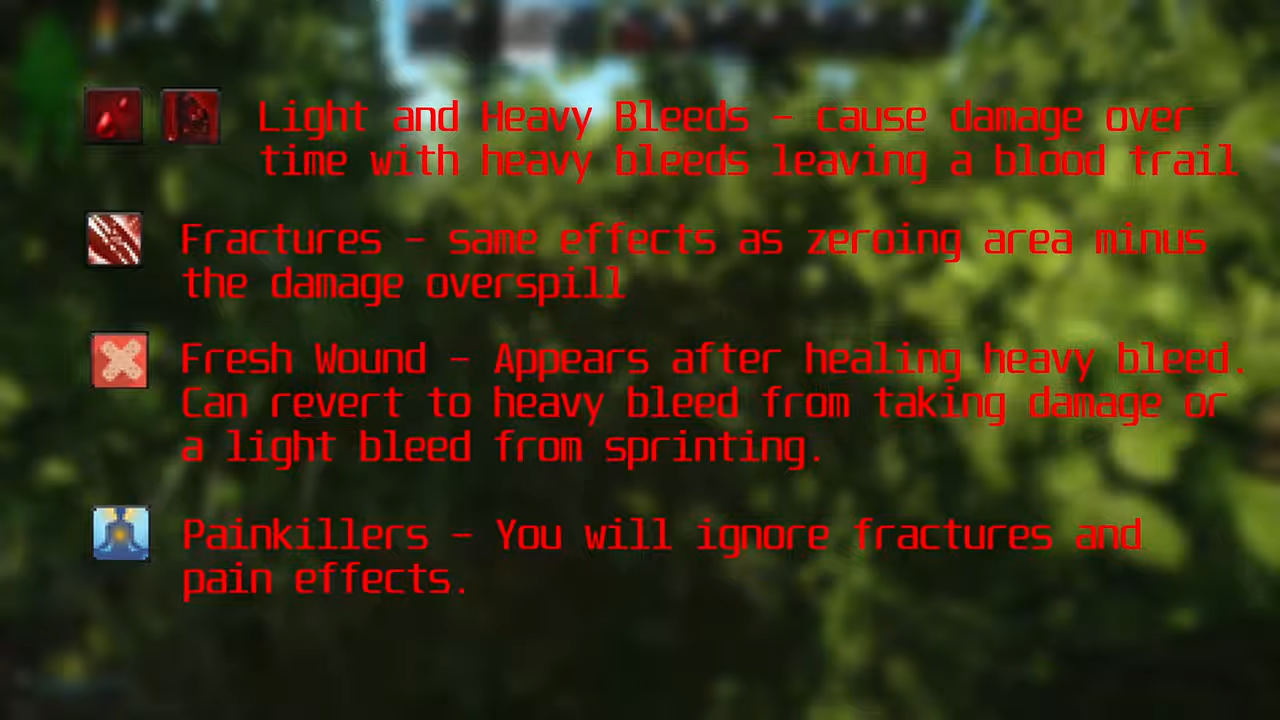 Light and Heavy Bleeds - cause damage over
time with heavy bleeds leaving a blood trail
Fractures - same effects as zeroing area minus
the damage overspill
Fresh Wound - Appears after healing heavy bleed.
Can revert to heavy bleed from taking damage or
a light bleed from sprinting.
Painkillers - You will ignore fractures and
pain effects.